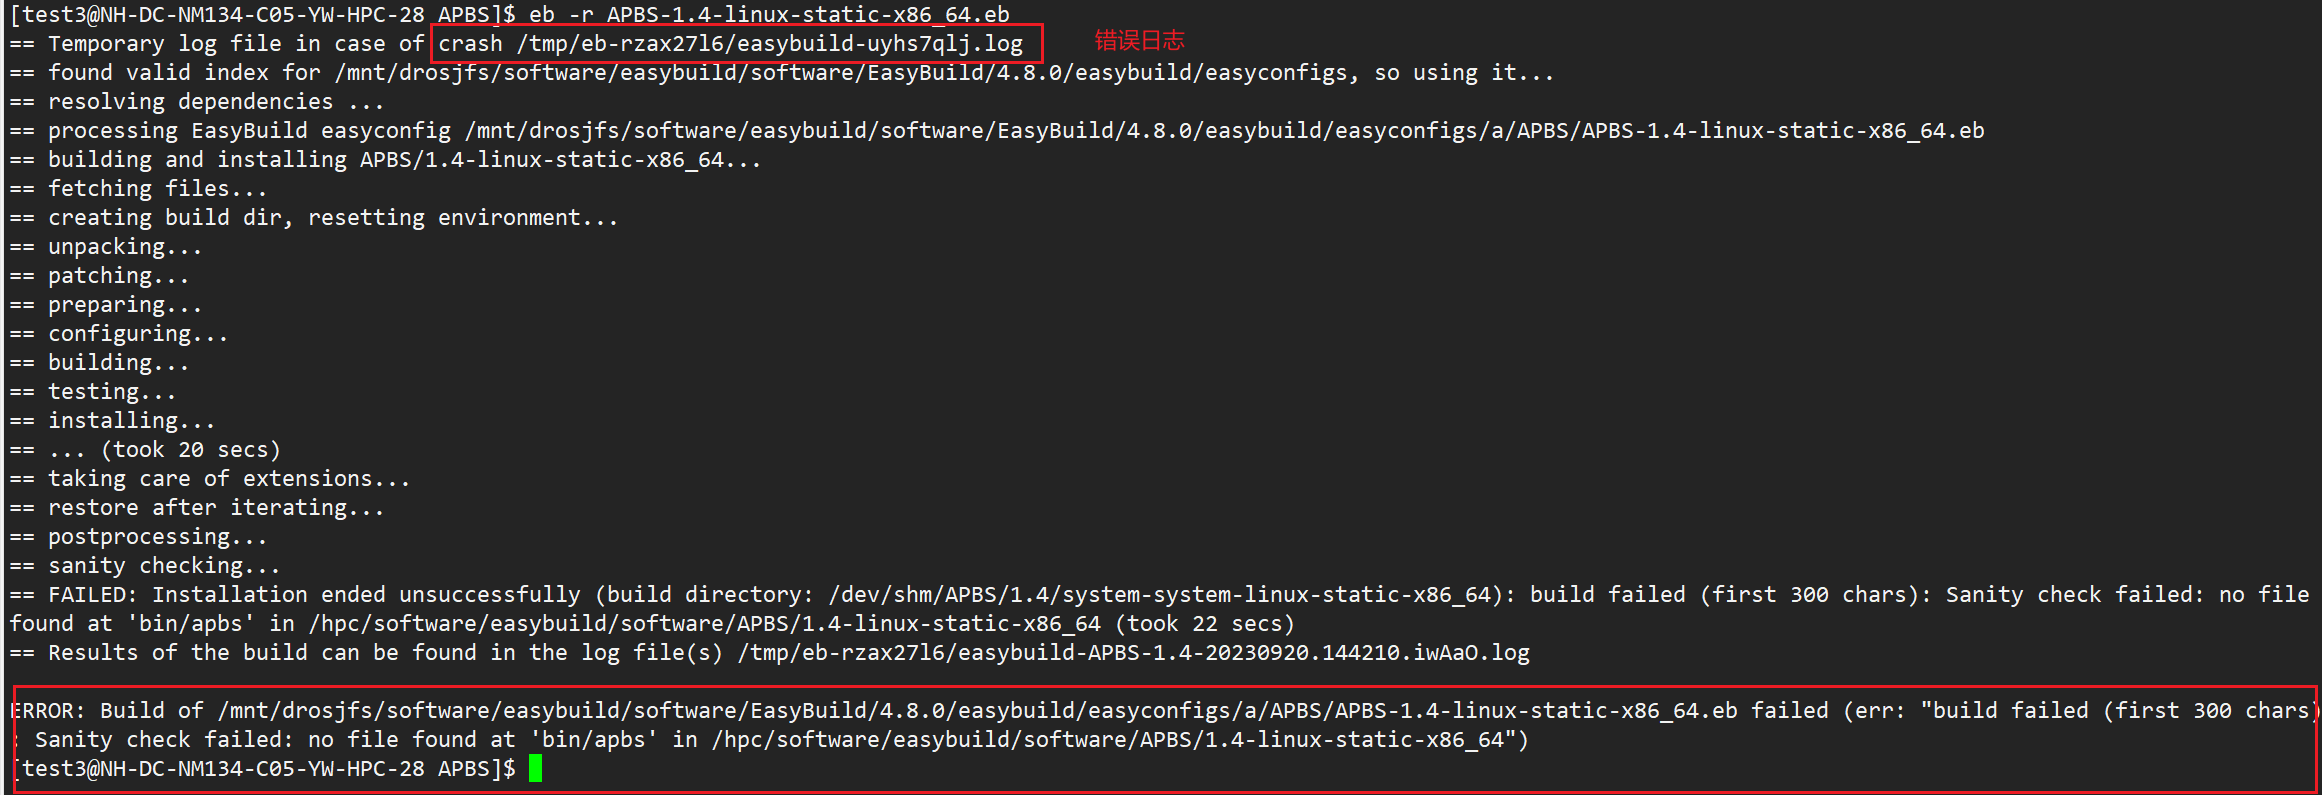 [test3@NH-DC-NM134-C05-YW-HPC-28 APBS]$ eb -r APBS-1.4-linux-static-x86_64.eb
== Temporary log file in case of crash /tmp/eb-rzax27l6/easybuild-uyhs7qlj.log 错误日志
== found valid index for /mnt/drosjfs/software/easybuild/software/EasyBuild/4.8.0/easybuild/easyconfigs, so using it...
== resolving dependencies ...
== processing EasyBuild easyconfig /mnt/drosjfs/software/easybuild/software/EasyBuild/4.8.0/easybuild/easyconfigs/a/APBS/APBS-1.4-linux-static-x86_64.eb
== building and installing APBS/1.4-linux-static-x86_64...
== fetching files...
== creating build dir, resetting environment...
== unpacking...
== patching...
== preparing...
== configuring...
== building...
== testing...
== installing...
== ... (took 20 secs)
== taking care of extensions...
== restore after iterating...
== postprocessing...
== sanity checking...
== FAILED: Installation ended unsuccessfully (build directory: /dev/shm/APBS/1.4/system-system-linux-static-x86_64): build failed (first 300 chars): Sanity check failed: no file
found at 'bin/apbs' in /hpc/software/easybuild/software/APBS/1.4-linux-static-x86_64 (took 22 secs)
== Results of the build can be found in the log file(s) /tmp/eb-rzax27l6/easybuild-APBS-1.4-20230920.144210.iwAaO.log
ERROR: Build of /mnt/drosjfs/software/easybuild/software/EasyBuild/4.8.0/easybuild/easyconfigs/a/APBS/APBS-1.4-linux-static-x86_64.eb failed (err: "build failed (first 300 chars)
: Sanity check failed: no file found at 'bin/apbs' in /hpc/software/easybuild/software/APBS/1.4-linux-static-x86_64")
[test3@NH-DC-NM134-C05-YW-HPC-28 APBS]$